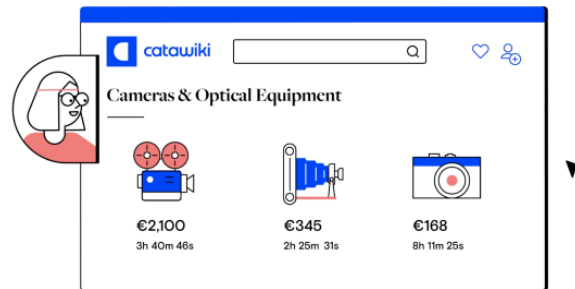 catawiki
Cameras & Optical Equipment
€2,100 €345 €168
3h 40m 46s 2h 25m 31s 8h 11m 25s